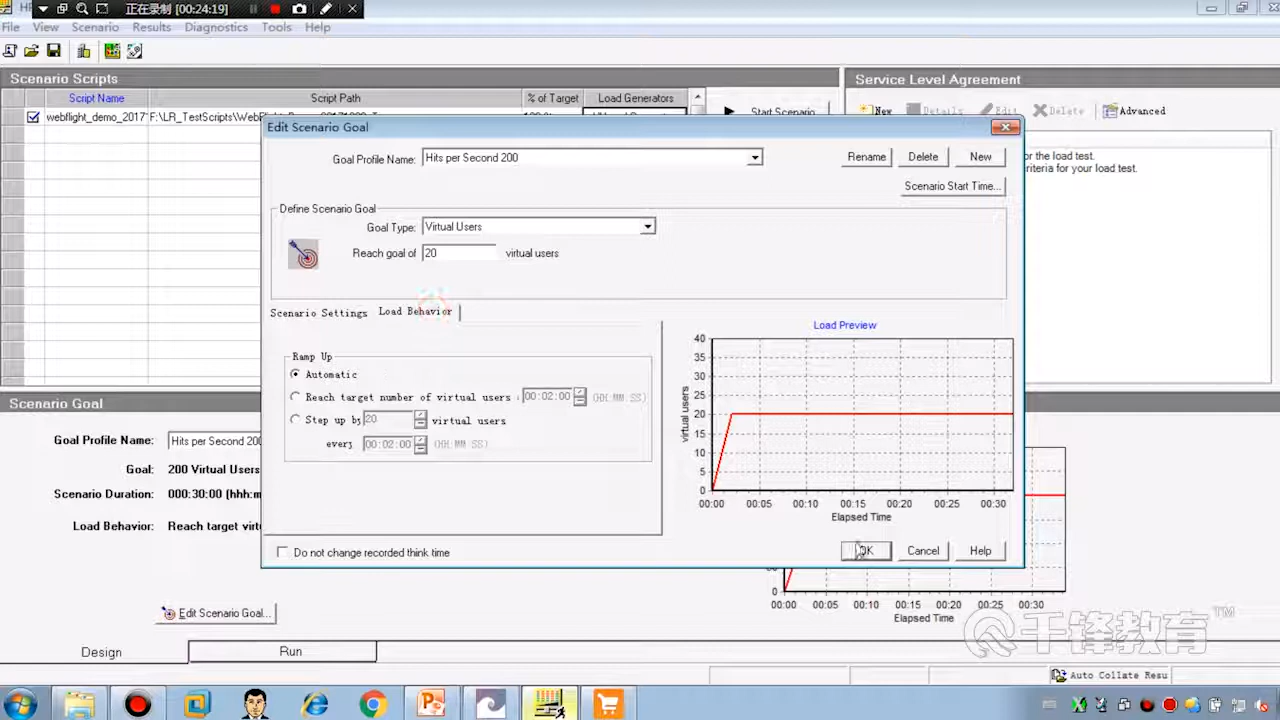 HP
正在录制 [00:24:19]
File View Scenario Results Diagnostics Tools Help
Scenario Scripts
Service Level Agreement
Script Name Script Path % of Target Load Generators
Start Scenario
New Details Edit Delete Advanced
webflight_demo_2017 F:\LR_TestScripts\WebF
Edit Scenario Goal
Goal Profile Name: Hits per Second 200
Rename Delete New
or the load test.
riteria for your load test.
Scenario Start Time...
Define Scenario Goal
Goal Type: Virtual Users
Reach goal of 20 virtual users
Scenario Settings Load Behavior
Load Preview
Ramp Up
Automatic
Reach target number of virtual users : 00:02:00 (HH:MM:SS)
Step up by 20 virtual users
every 00:02:00 (HH:MM:SS)
virtual users
40
35
30
25
20
15
10
5
0
00:00 00:05 00:10 00:15 00:20 00:25 00:30
Elapsed Time
Do not change recorded think time
OK Cancel Help
Scenario Goal
Goal Profile Name: Hits per Second 200
Goal: 200 Virtual Users
Scenario Duration: 000:30:00 (hhh:m
Load Behavior: Reach target virtu
0
00:00 00:05 00:10 00:15 00:20 00:25 00:30
Elapsed Time
Edit Scenario Goal...
千锋教育 TM
Design Run
Auto Collate Resu